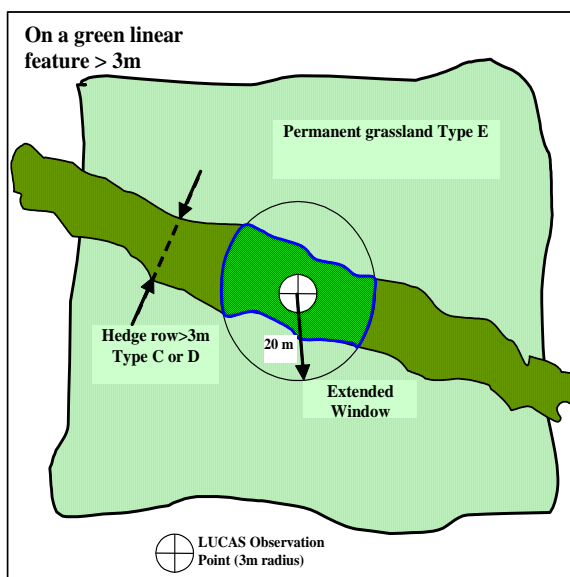 On a green linear
feature > 3m
Permanent grassland Type E
Hedge row>3m
Type C or D
20 m
Extended
Window
LUCAS Observation
Point (3m radius)